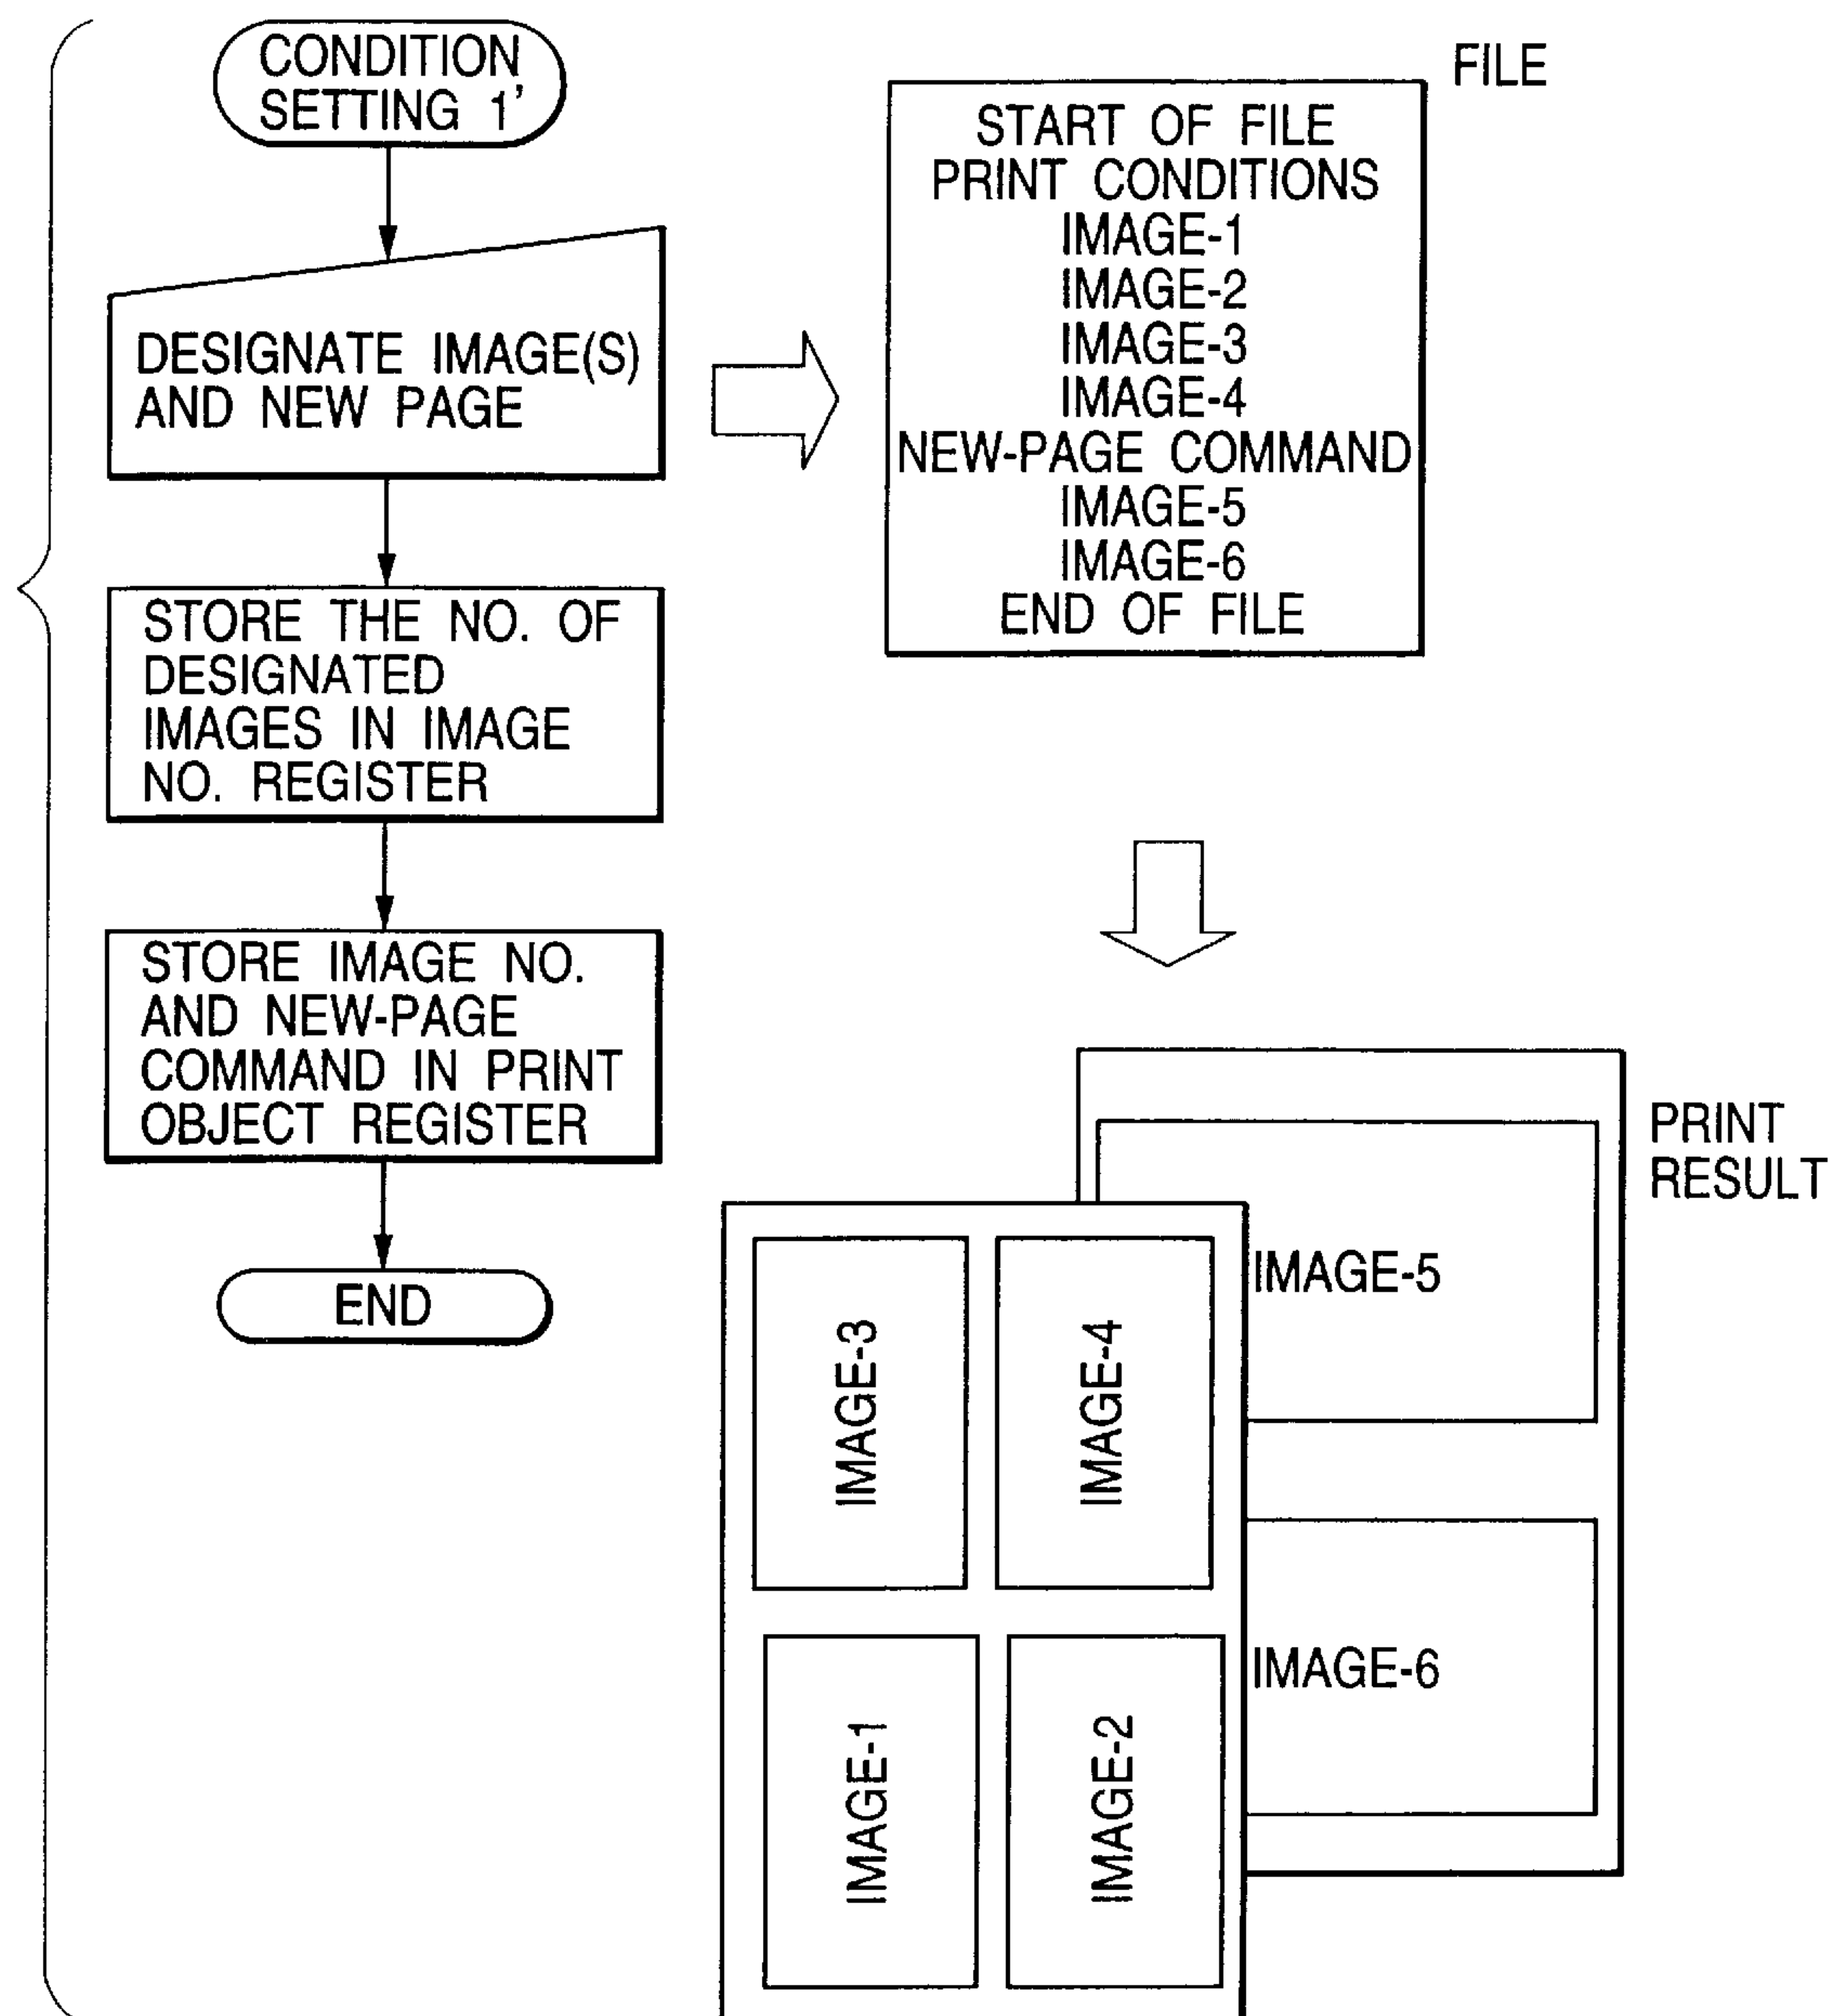 CONDITION
SETTING 1'
DESIGNATE IMAGE(S)
AND NEW PAGE
STORE THE NO. OF
DESIGNATED
IMAGES IN IMAGE
NO. REGISTER
STORE IMAGE NO.
AND NEW-PAGE
COMMAND IN PRINT
OBJECT REGISTER
END
FILE
START OF FILE
PRINT CONDITIONS
IMAGE-1
IMAGE-2
IMAGE-3
IMAGE-4
NEW-PAGE COMMAND
IMAGE-5
IMAGE-6
END OF FILE
PRINT
RESULT
IMAGE-3
IMAGE-4
IMAGE-1
IMAGE-2
IMAGE-5
IMAGE-6